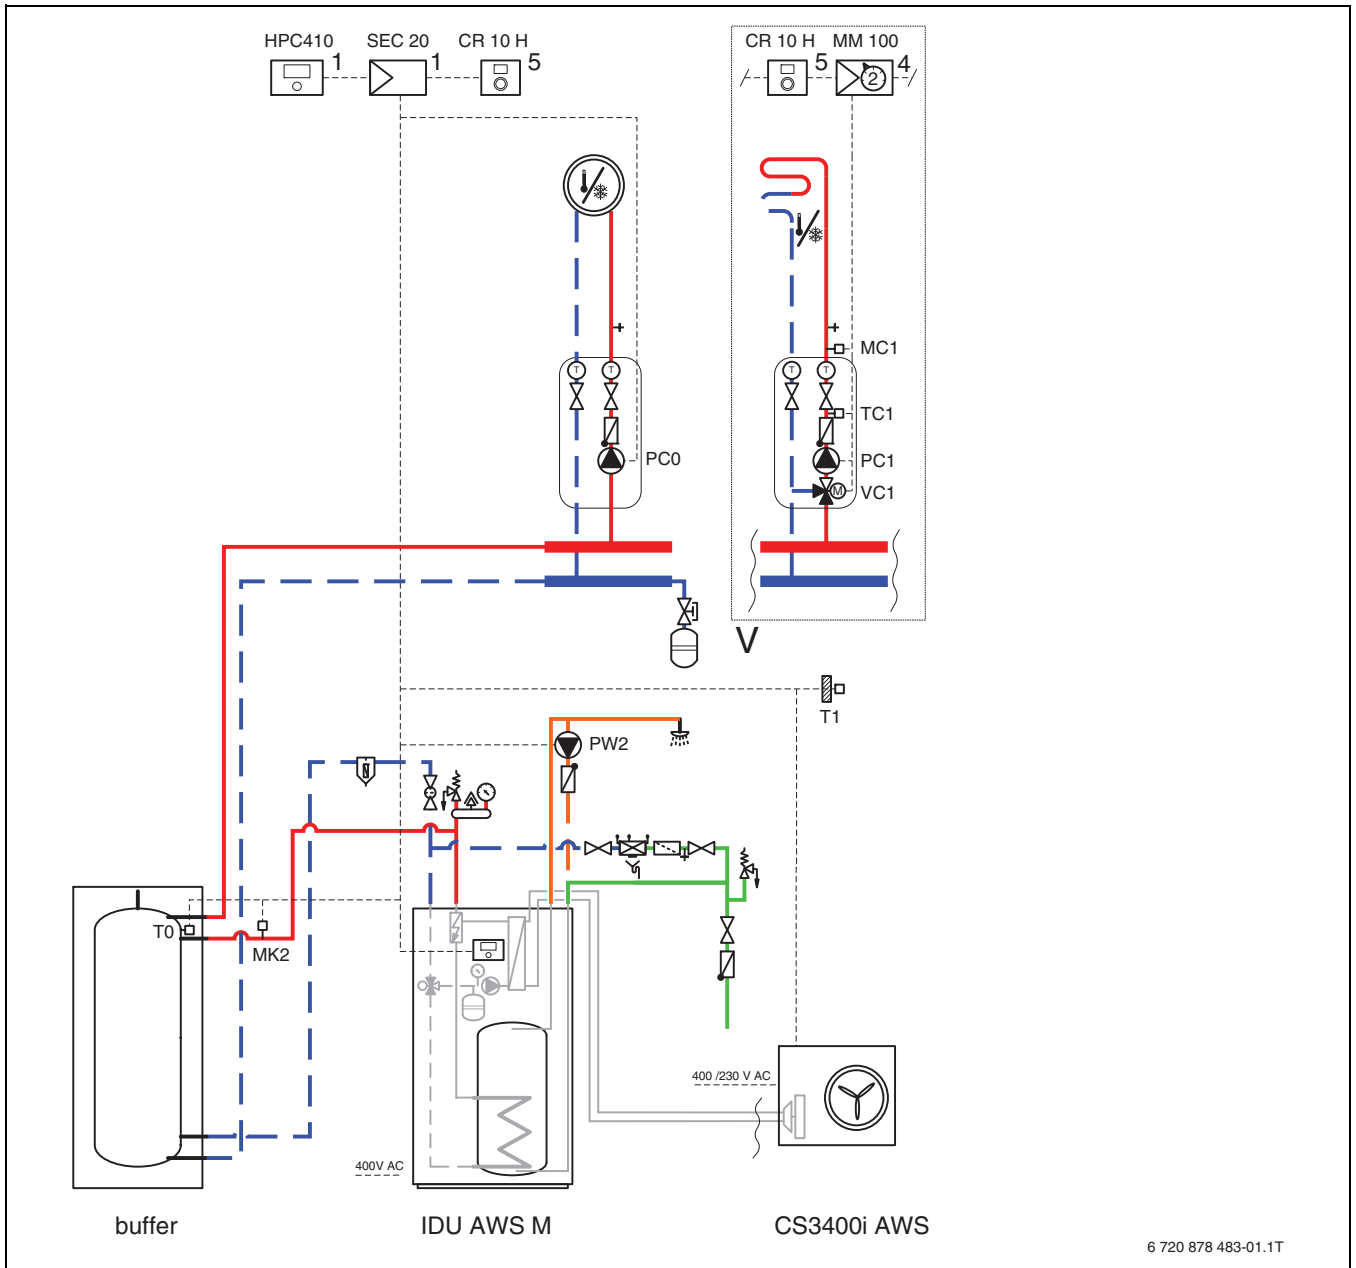 HPC410 SEC 20 CR 10 H
1 1 5
CR 10 H MM 100
5 2 4
MC1
T T
T T
TC1
PC0
PC1
M
VC1
V
T1
PW2
T0
MK2
400 /230 V AC
400V AC
buffer
IDU AWS M
CS3400i AWS
6 720 878 483-01.1T